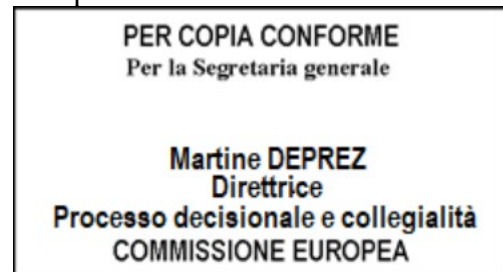 PER COPIA CONFORME
Per la Segretaria generale
Martine DEPREZ
Direttrice
Processo decisionale e collegialità
COMMISSIONE EUROPEA